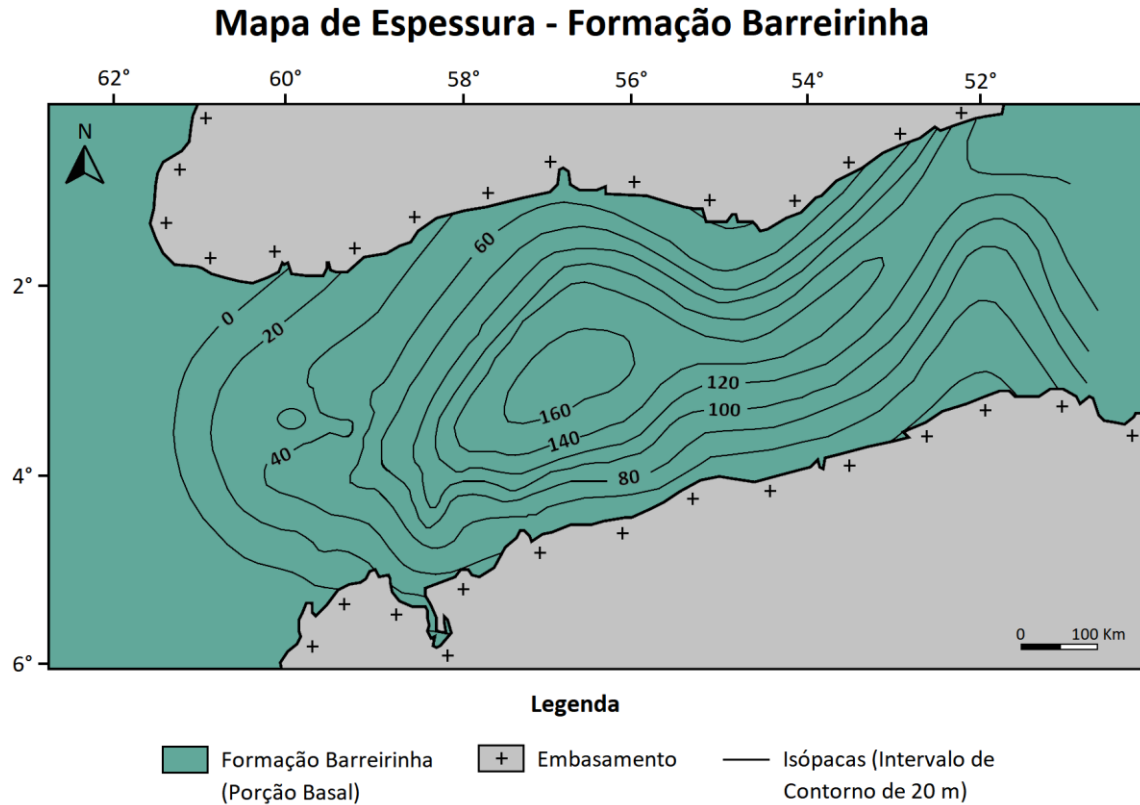 Mapa de Espessura - Formação Barreirinha
62° 60° 58° 56° 54° 52°
N
60
0
2°
20
120
160
100
140
40
80
4°
0 100 Km
6°
Legenda
Formação Barreirinha
(Porção Basal)
Embasamento
Isópacas (Intervalo de
Contorno de 20 m)